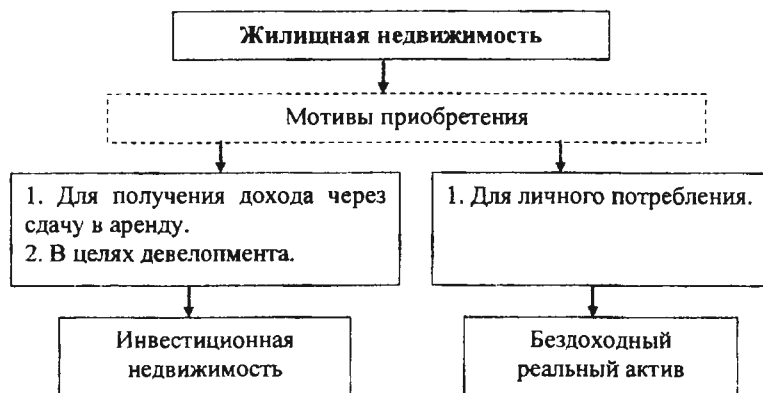 Жилищная недвижимость
Мотивы приобретения
1. Для получения дохода через
сдачу в аренду.
2. В целях девелопмента.
1. Для личного потребления.
Инвестиционная
недвижимость
Бездоходный
реальный актив